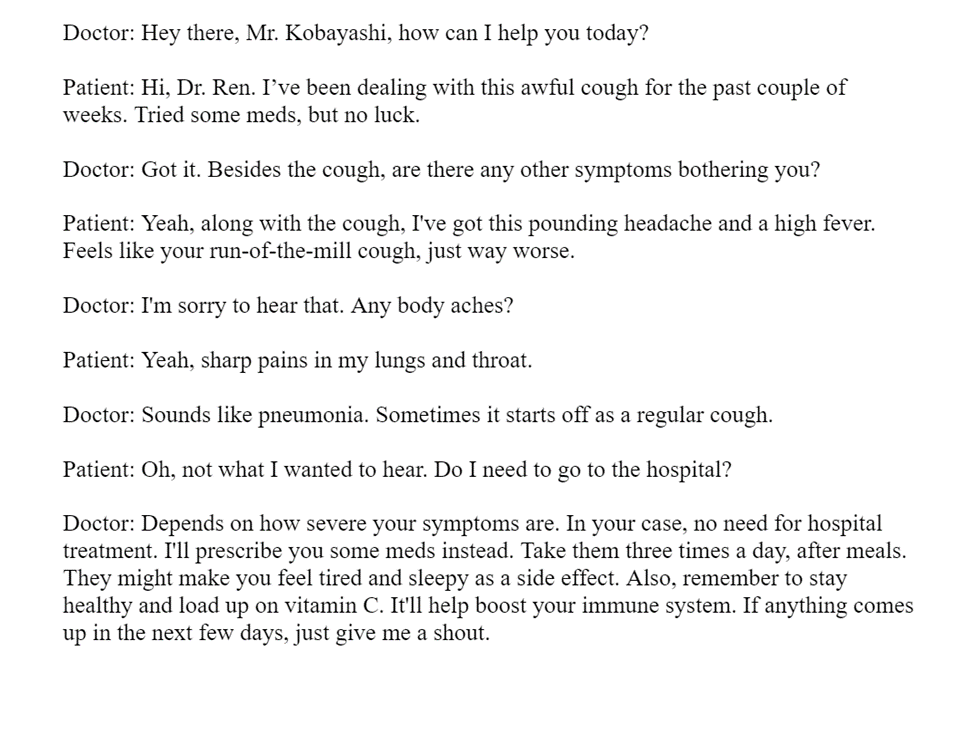 Doctor: Hey there, Mr. Kobayashi, how can I help you today?
Patient: Hi, Dr. Ren. I’ve been dealing with this awful cough for the past couple of
weeks. Tried some meds, but no luck.
Doctor: Got it. Besides the cough, are there any other symptoms bothering you?
Patient: Yeah, along with the cough, I've got this pounding headache and a high fever.
Feels like your run-of-the-mill cough, just way worse.
Doctor: I'm sorry to hear that. Any body aches?
Patient: Yeah, sharp pains in my lungs and throat.
Doctor: Sounds like pneumonia. Sometimes it starts off as a regular cough.
Patient: Oh, not what I wanted to hear. Do I need to go to the hospital?
Doctor: Depends on how severe your symptoms are. In your case, no need for hospital
treatment. I'll prescribe you some meds instead. Take them three times a day, after meals.
They might make you feel tired and sleepy as a side effect. Also, remember to stay
healthy and load up on vitamin C. It'll help boost your immune system. If anything comes
up in the next few days, just give me a shout.